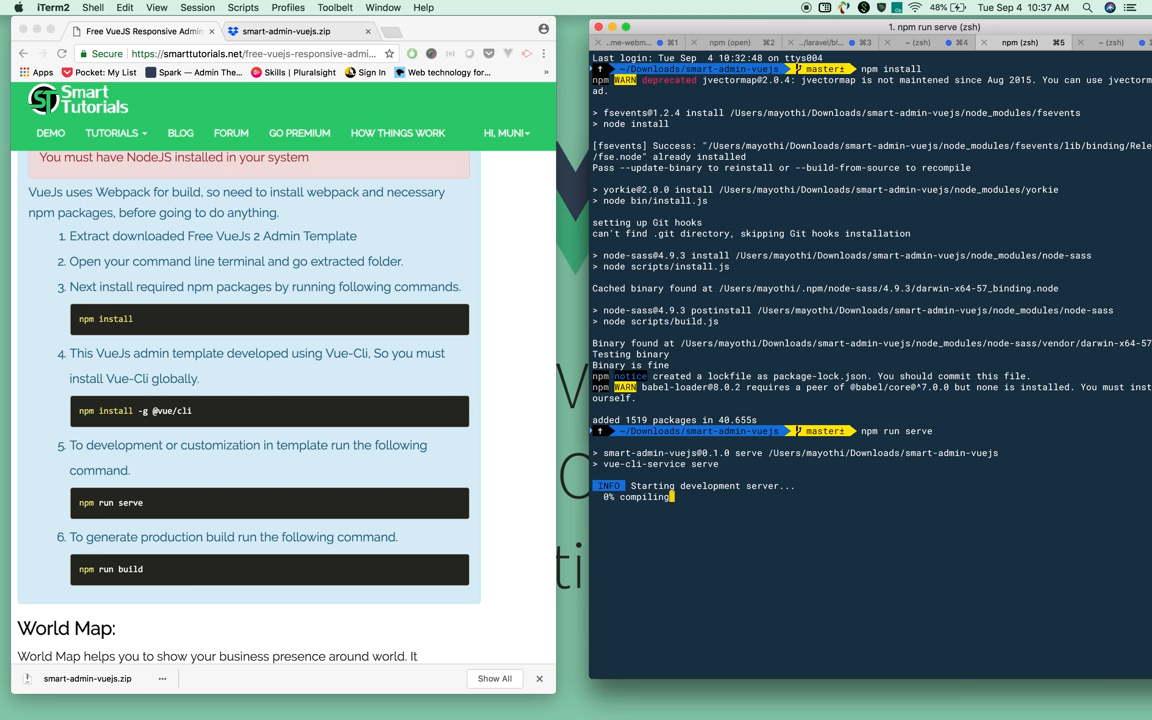 iTerm2 Shell Edit View Session Scripts Profiles Toolbelt Window Help
48% Tue Sep 4 10:37 AM
Free VueJS Responsive Admin
smart-admin-vuejs.zip
Secure https://smarttutorials.net/free-vuejs-responsive-admi...
Apps Pocket: My List Spark — Admin The... Skills | Pluralsight Sign In Web technology for... »
Smart
Tutorials
DEMO TUTORIALS BLOG FORUM GO PREMIUM HOW THINGS WORK HI, MUNI
You must have NodeJS installed in your system
VueJs uses Webpack for build, so need to install webpack and necessary
npm packages, before going to do anything.
1. Extract downloaded Free VueJs 2 Admin Template
2. Open your command line terminal and go extracted folder.
3. Next install required npm packages by running following commands.
npm install
4. This VueJs admin template developed using Vue-Cli, So you must
install Vue-Cli globally.
npm install -g @vue/cli
5. To development or customization in template run the following
command.
npm run serve
6. To generate production build run the following command.
npm run build
World Map:
World Map helps you to show your business presence around world. It
smart-admin-vuejs.zip
Show All
1. npm run serve (zsh)
...me-webm... ⌘1 npm (open) ⌘2 ../laravel/bl... ⌘3 ~ (zsh) ⌘4 npm (zsh) ⌘5 ~ (zsh)
Last login: Tue Sep  4 10:32:48 on ttys004
~/Downloads/smart-admin-vuejs master± npm install
npm WARN deprecated jvectormap@2.0.4: jvectormap is not maintened since Aug 2015. You can use jvectorm
ad.
> fsevents@1.2.4 install /Users/mayothi/Downloads/smart-admin-vuejs/node_modules/fsevents
> node install
[fsevents] Success: "/Users/mayothi/Downloads/smart-admin-vuejs/node_modules/fsevents/lib/binding/Rele
/fse.node" already installed
Pass --update-binary to reinstall or --build-from-source to recompile
> yorkie@2.0.0 install /Users/mayothi/Downloads/smart-admin-vuejs/node_modules/yorkie
> node bin/install.js
setting up Git hooks
can't find .git directory, skipping Git hooks installation
> node-sass@4.9.3 install /Users/mayothi/Downloads/smart-admin-vuejs/node_modules/node-sass
> node scripts/install.js
Cached binary found at /Users/mayothi/.npm/node-sass/4.9.3/darwin-x64-57_binding.node
> node-sass@4.9.3 postinstall /Users/mayothi/Downloads/smart-admin-vuejs/node_modules/node-sass
> node scripts/build.js
Binary found at /Users/mayothi/Downloads/smart-admin-vuejs/node_modules/node-sass/vendor/darwin-x64-57
Testing binary
Binary is fine
npm notice created a lockfile as package-lock.json. You should commit this file.
npm WARN babel-loader@8.0.2 requires a peer of @babel/core@^7.0.0 but none is installed. You must inst
ourself.
added 1519 packages in 40.655s
~/Downloads/smart-admin-vuejs master± npm run serve
> smart-admin-vuejs@0.1.0 serve /Users/mayothi/Downloads/smart-admin-vuejs
> vue-cli-service serve
INFO Starting development server...
0% compiling